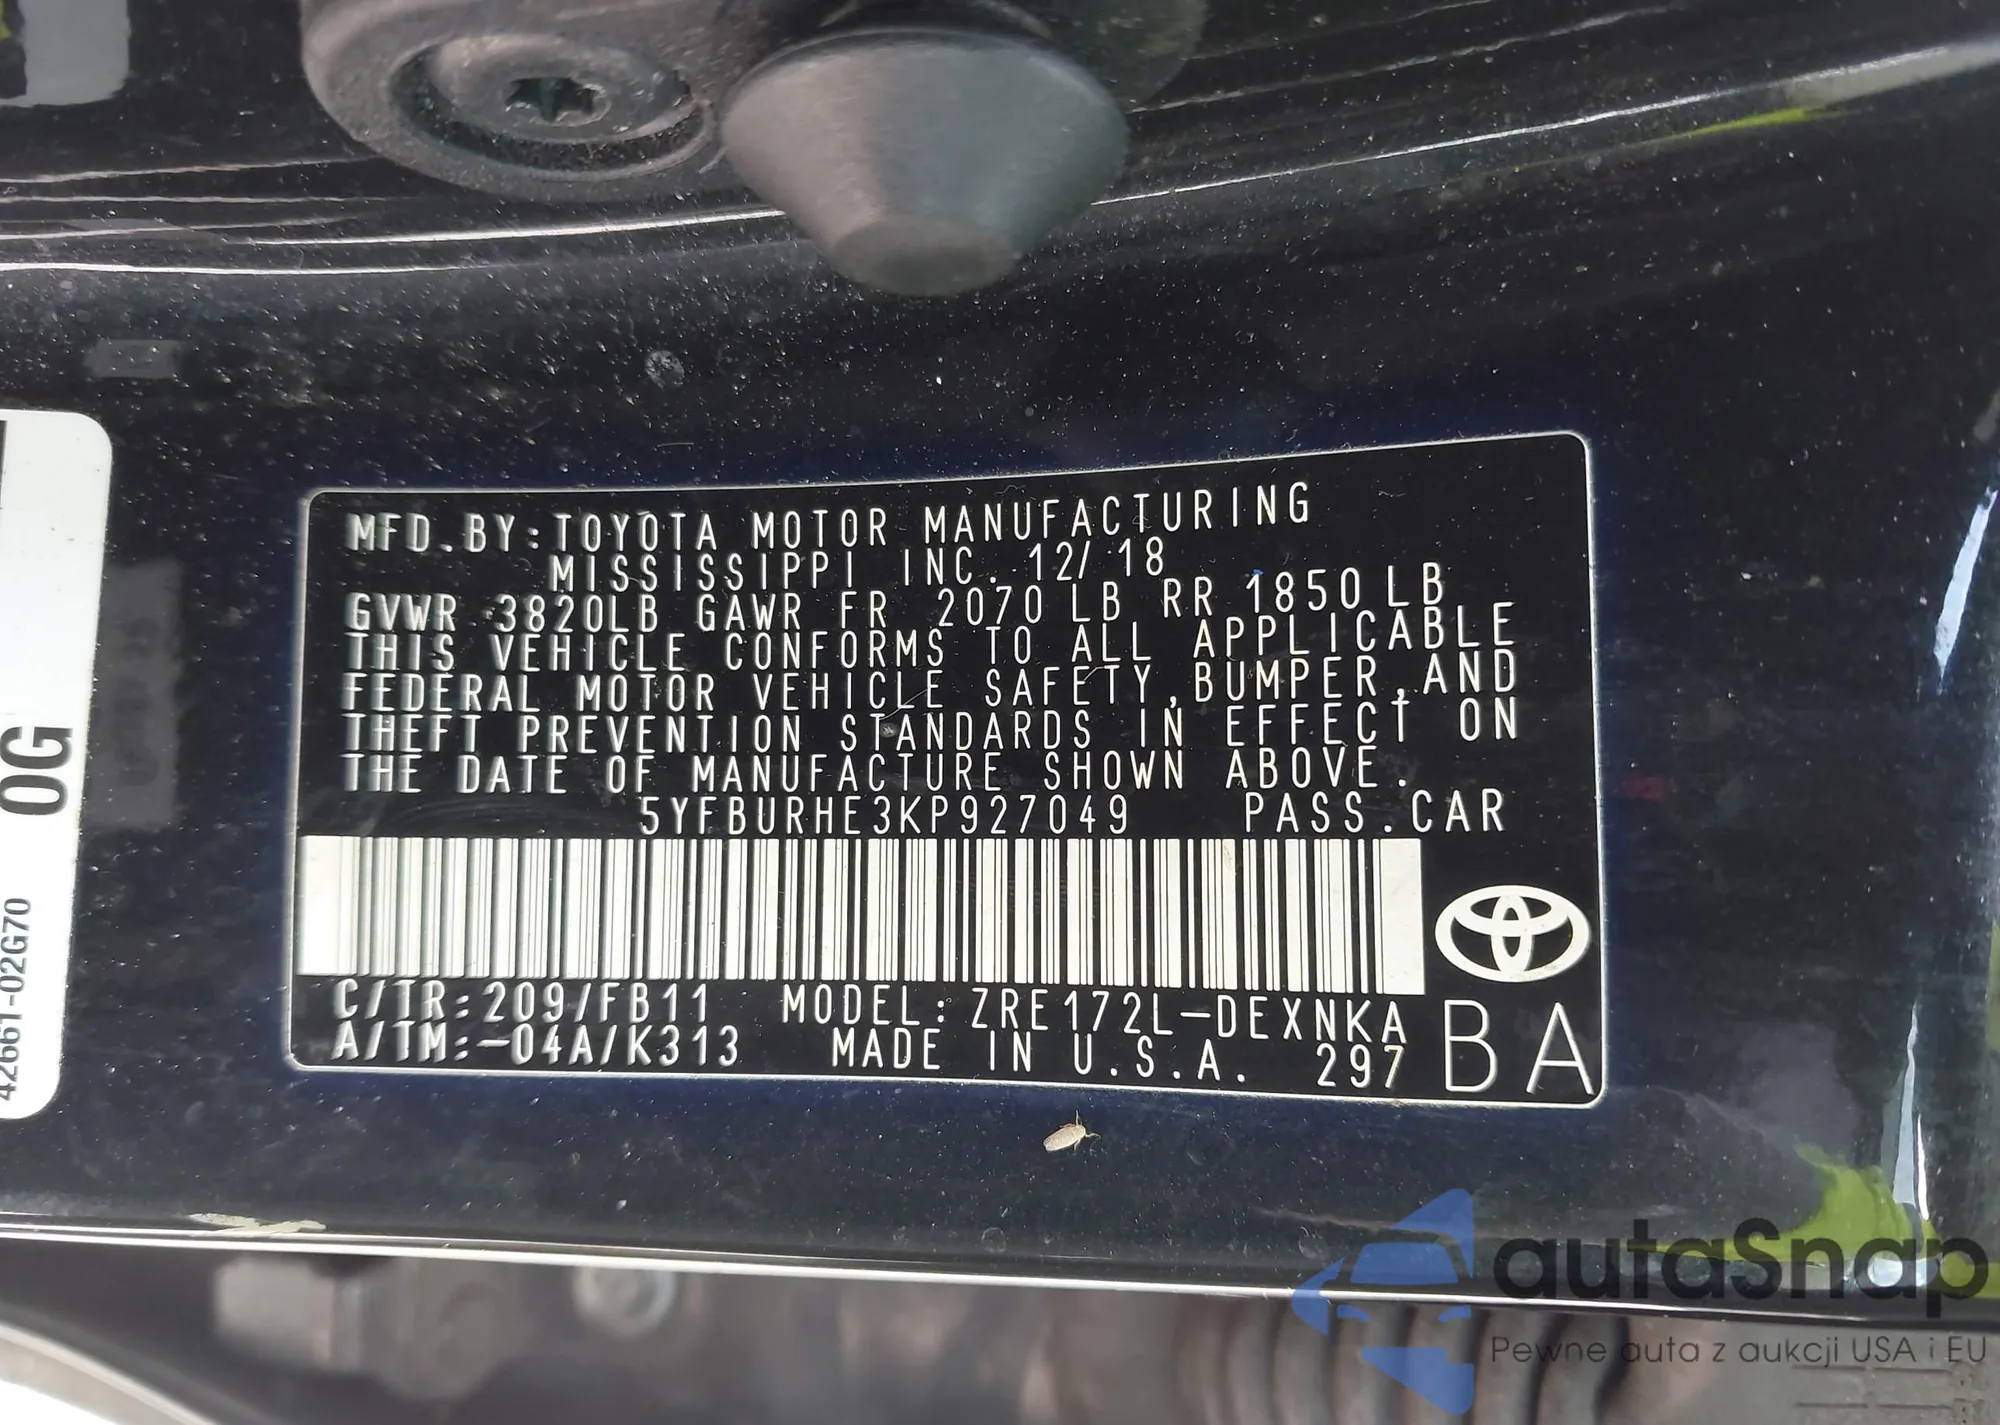 MFD.BY:TOYOTA MOTOR MANUFACTURING
MISSISSIPPI INC. 12/18
GVWR 3820LB GAWR FR 2070 LB RR 1850 LB
THIS VEHICLE CONFORMS TO ALL APPLICABLE
FEDERAL MOTOR VEHICLE SAFETY,BUMPER,AND
THEFT PREVENTION STANDARDS IN EFFECT ON
THE DATE OF MANUFACTURE SHOWN ABOVE.
5YFBURHE3KP927049 PASS.CAR
C/TR:209/FB11 MODEL:ZRE172L-DEXNKA
A/TM:-04A/K313 MADE IN U.S.A. 297
BA
0G
42661-02G70
autaSnap
Pewne auta z aukcji USA i EU